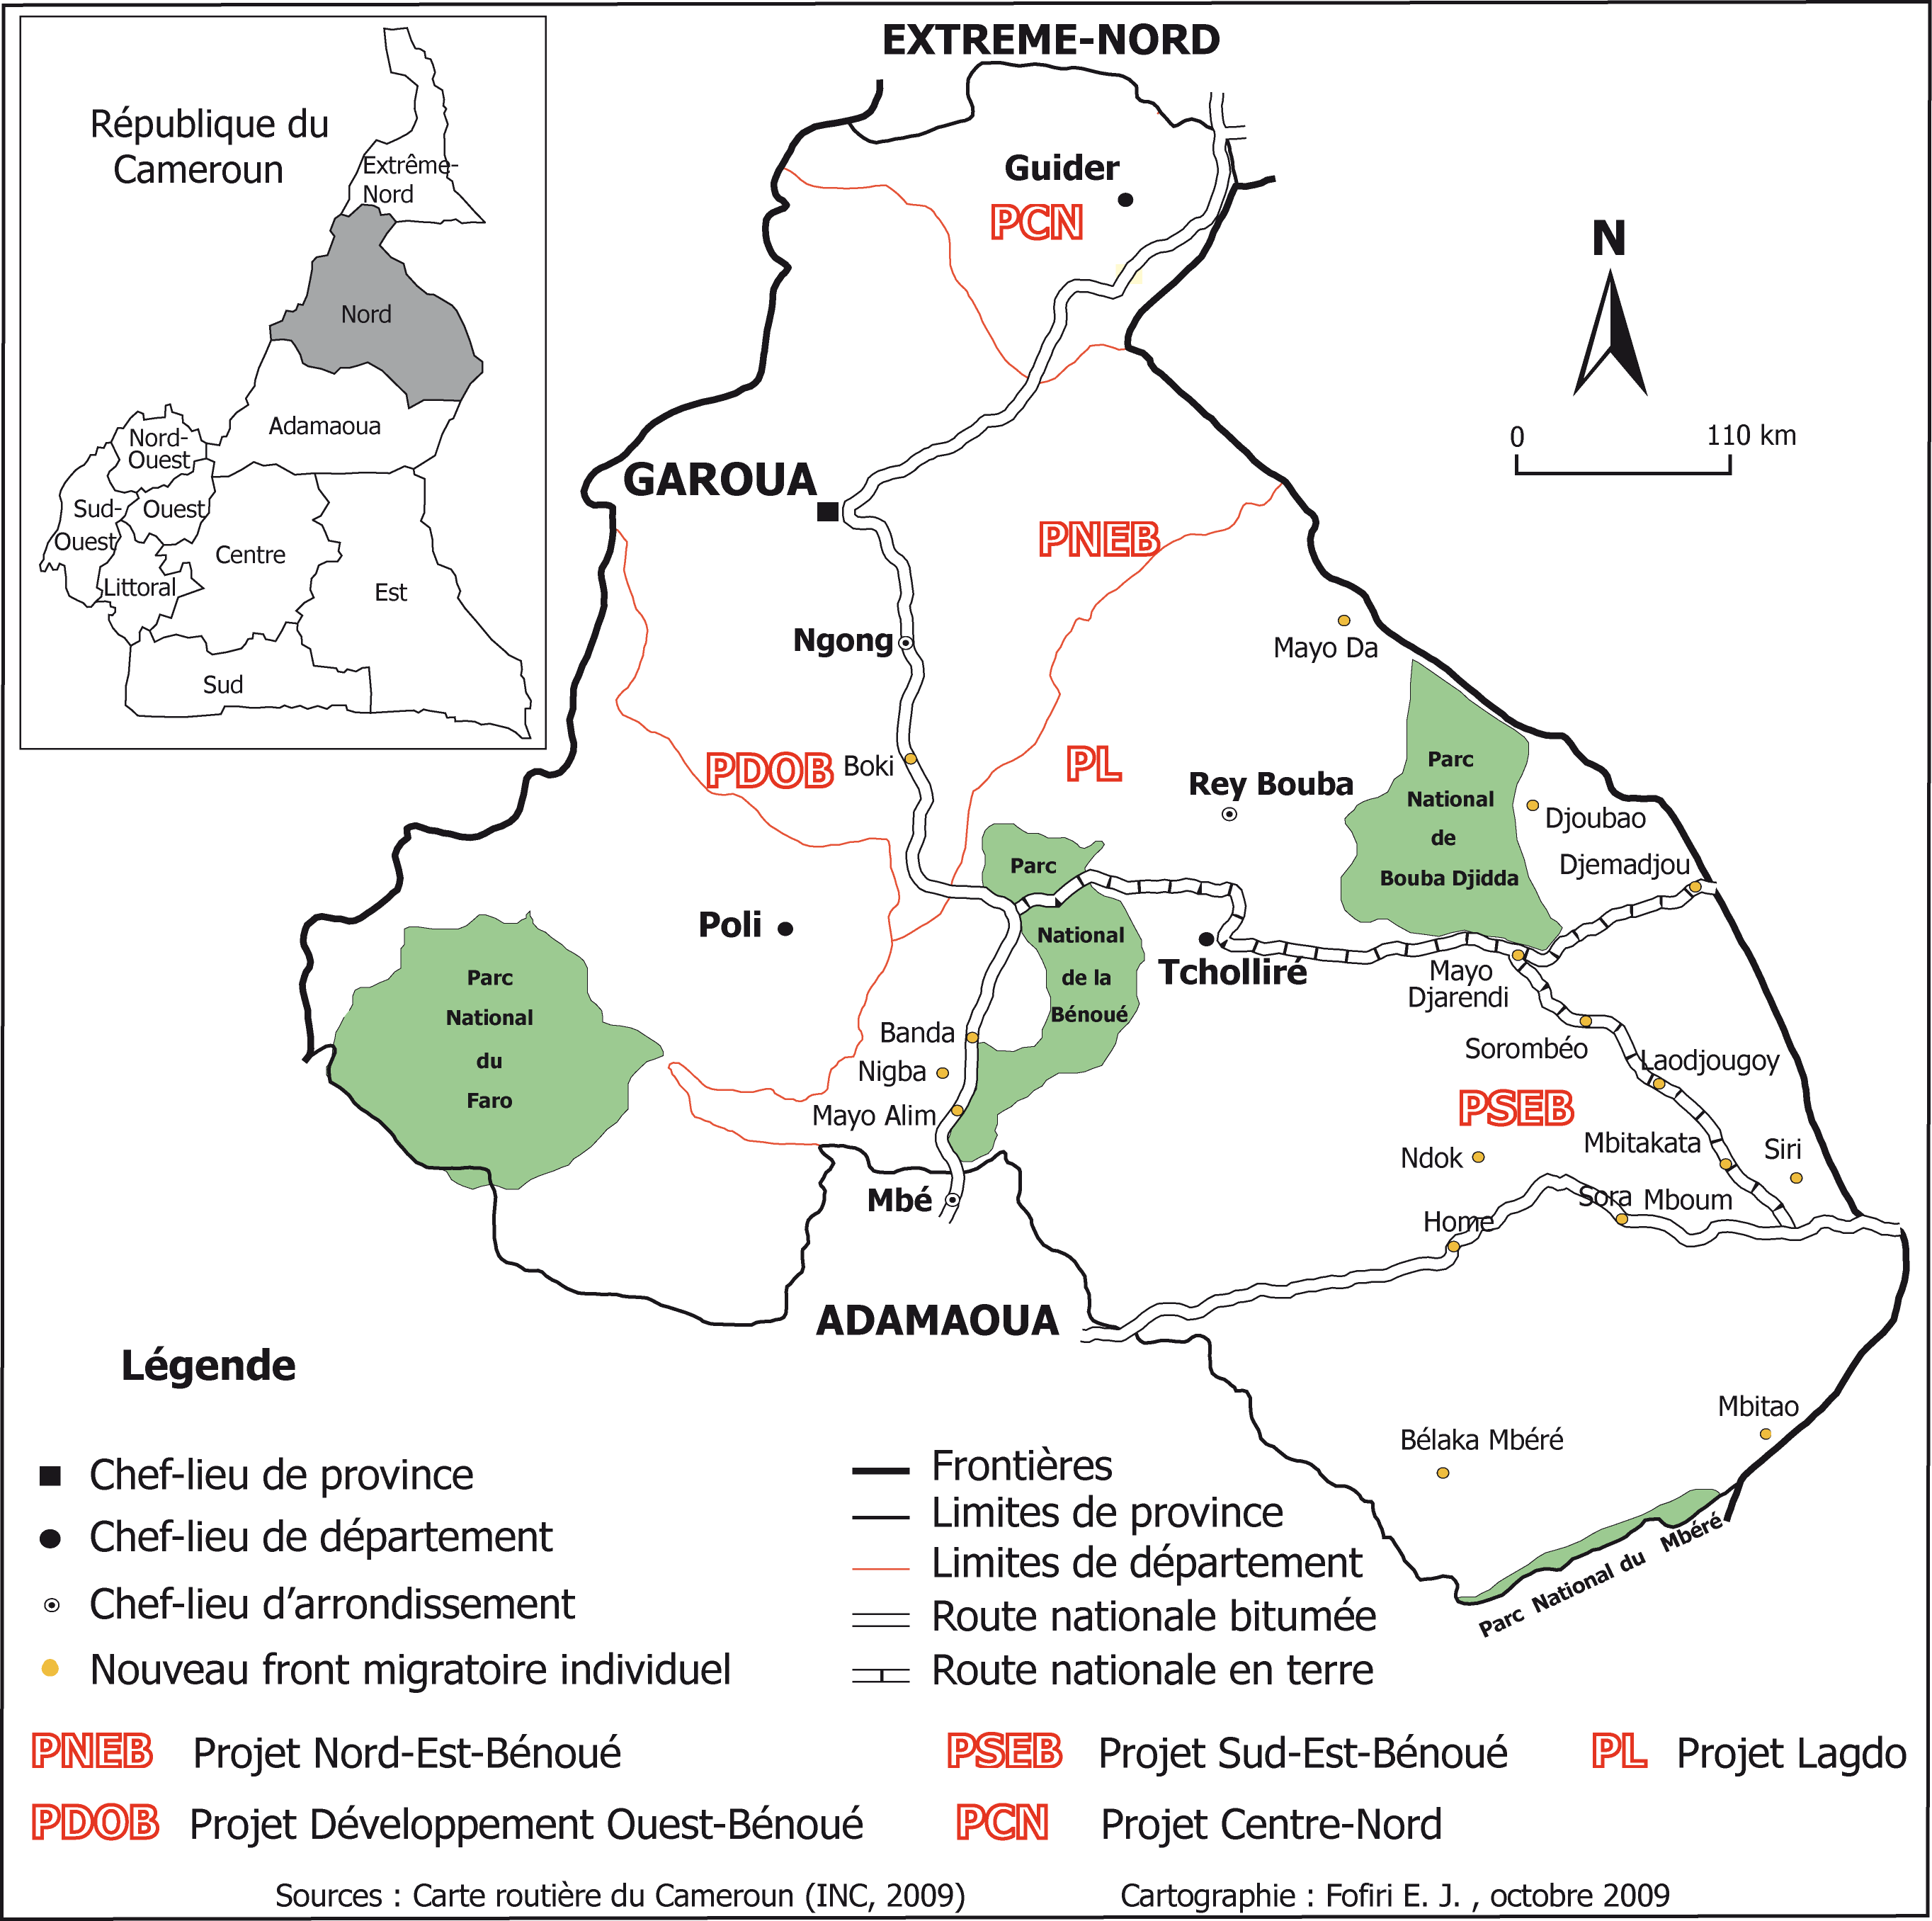 EXTREME-NORD
République du
Cameroun
Extrême-
Nord
Nord
Adamaoua
Nord-
Ouest
Sud-
Ouest
Ouest
Littoral
Centre
Est
Sud
Guider
PCN
N
0
110 km
GAROUA
PNEB
Ngong
Mayo Da
PDOB
Boki
PL
Rey Bouba
Parc
National
de
Bouba Djidda
Djoubao
Djemadjou
Parc
National
de la
Bénoué
Poli
Tcholliré
Mayo
Djarendi
Parc
National
du
Faro
Banda
Nigba
Mayo Alim
Sorombéo
Laodjougoy
PSEB
Ndok
Mbitakata
Siri
Mbé
Home
Sora Mboum
ADAMAOUA
Mbitao
Bélaka Mbéré
Parc National du Mbéré
Légende
Chef-lieu de province
Chef-lieu de département
Chef-lieu d’arrondissement
Nouveau front migratoire individuel
Frontières
Limites de province
Limites de département
Route nationale bitumée
Route nationale en terre
PNEB Projet Nord-Est-Bénoué
PSEB Projet Sud-Est-Bénoué
PL Projet Lagdo
PDOB Projet Développement Ouest-Bénoué
PCN Projet Centre-Nord
Sources : Carte routière du Cameroun (INC, 2009)
Cartographie : Fofiri E. J. , octobre 2009